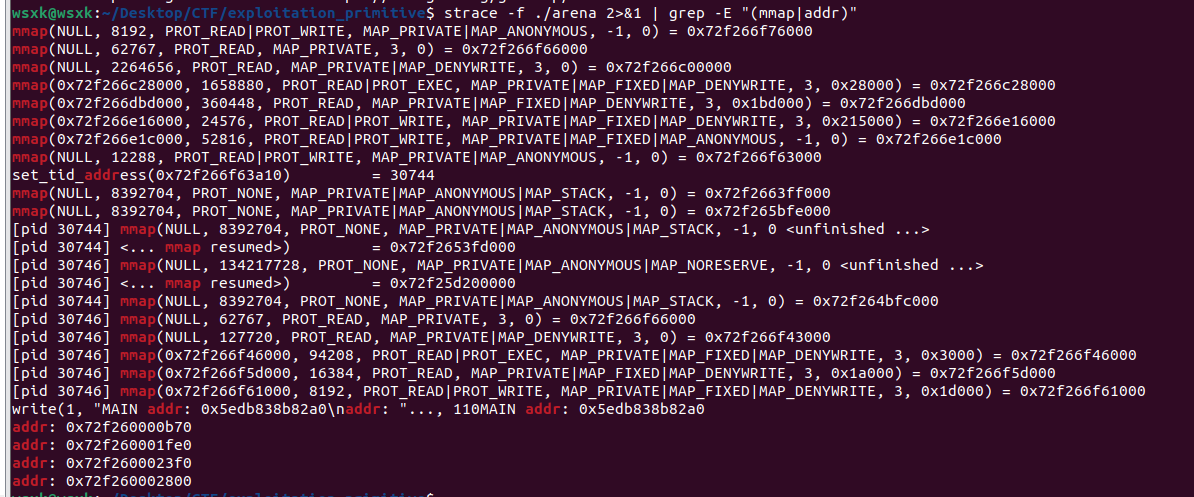 wsxk@wsxk:~/Desktop/CTF/exploitation_primitive$ strace -f ./arena 2>&1 | grep -E "(mmap|addr)"
mmap(NULL, 8192, PROT_READ|PROT_WRITE, MAP_PRIVATE|MAP_ANONYMOUS, -1, 0) = 0x72f266f76000
mmap(NULL, 62767, PROT_READ, MAP_PRIVATE, 3, 0) = 0x72f266f66000
mmap(NULL, 2264656, PROT_READ, MAP_PRIVATE|MAP_DENYWRITE, 3, 0) = 0x72f266c00000
mmap(0x72f266c28000, 1658880, PROT_READ|PROT_EXEC, MAP_PRIVATE|MAP_FIXED|MAP_DENYWRITE, 3, 0x28000) = 0x72f266c28000
mmap(0x72f266dbd000, 360448, PROT_READ, MAP_PRIVATE|MAP_FIXED|MAP_DENYWRITE, 3, 0x1bd000) = 0x72f266dbd000
mmap(0x72f266e16000, 24576, PROT_READ|PROT_WRITE, MAP_PRIVATE|MAP_FIXED|MAP_DENYWRITE, 3, 0x215000) = 0x72f266e16000
mmap(0x72f266e1c000, 52816, PROT_READ|PROT_WRITE, MAP_PRIVATE|MAP_FIXED|MAP_ANONYMOUS, -1, 0) = 0x72f266e1c000
mmap(NULL, 12288, PROT_READ|PROT_WRITE, MAP_PRIVATE|MAP_ANONYMOUS, -1, 0) = 0x72f266f63000
set_tid_address(0x72f266f63a10)         = 30744
mmap(NULL, 8392704, PROT_NONE, MAP_PRIVATE|MAP_ANONYMOUS|MAP_STACK, -1, 0) = 0x72f2663ff000
mmap(NULL, 8392704, PROT_NONE, MAP_PRIVATE|MAP_ANONYMOUS|MAP_STACK, -1, 0) = 0x72f265bfe000
[pid 30744] mmap(NULL, 8392704, PROT_NONE, MAP_PRIVATE|MAP_ANONYMOUS|MAP_STACK, -1, 0 <unfinished ...>
[pid 30744] <... mmap resumed>)         = 0x72f2653fd000
[pid 30746] mmap(NULL, 134217728, PROT_NONE, MAP_PRIVATE|MAP_ANONYMOUS|MAP_NORESERVE, -1, 0 <unfinished ...>
[pid 30746] <... mmap resumed>)         = 0x72f25d200000
[pid 30744] mmap(NULL, 8392704, PROT_NONE, MAP_PRIVATE|MAP_ANONYMOUS|MAP_STACK, -1, 0) = 0x72f264bfc000
[pid 30746] mmap(NULL, 62767, PROT_READ, MAP_PRIVATE, 3, 0) = 0x72f266f66000
[pid 30746] mmap(NULL, 127720, PROT_READ, MAP_PRIVATE|MAP_DENYWRITE, 3, 0) = 0x72f266f43000
[pid 30746] mmap(0x72f266f46000, 94208, PROT_READ|PROT_EXEC, MAP_PRIVATE|MAP_FIXED|MAP_DENYWRITE, 3, 0x3000) = 0x72f266f46000
[pid 30746] mmap(0x72f266f5d000, 16384, PROT_READ, MAP_PRIVATE|MAP_FIXED|MAP_DENYWRITE, 3, 0x1a000) = 0x72f266f5d000
[pid 30746] mmap(0x72f266f61000, 8192, PROT_READ|PROT_WRITE, MAP_PRIVATE|MAP_FIXED|MAP_DENYWRITE, 3, 0x1d000) = 0x72f266f61000
write(1, "MAIN addr: 0x5edb838b82a0\naddr: "..., 110MAIN addr: 0x5edb838b82a0
addr: 0x72f260000b70
addr: 0x72f260001fe0
addr: 0x72f2600023f0
addr: 0x72f260002800